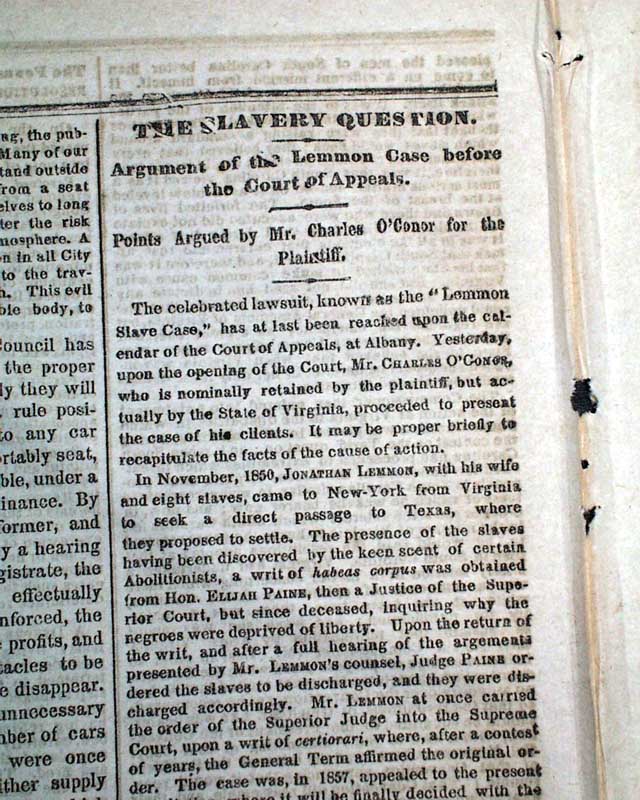 ng, the pub-
Many of our
tand outside
from a seat
elves to long
ter the risk
mosphere. A
n in all City
to the trav-
h. This evil
ble body, to
Council has
the proper
ly they will
rule posi-
to any car
ortably seat,
ble, under a
inance. By
former, and
y a hearing
gistrate, the
effectually
nforced, the
profits, and
tacles to be
e disappear.
unnecessary
nber of cars
were once
ither supply
THE SLAVERY QUESTION.
Argument of the Lemmon Case before
the Court of Appeals.
Points Argued by Mr. Charles O'Conor for the
Plaintiff.
The celebrated lawsuit, known as the "Lemmon
Slave Case," has at last been reached upon the cal-
endar of the Court of Appeals, at Albany. Yesterday,
upon the opening of the Court, Mr. CHARLES O'CONOR,
who is nominally retained by the plaintiff, but ac-
tually by the State of Virginia, proceeded to present
the case of his clients. It may be proper briefly to
recapitulate the facts of the cause of action.
In November, 1850, JONATHAN LEMMON, with his wife
and eight slaves, came to New-York from Virginia
to seek a direct passage to Texas, where
they proposed to settle. The presence of the slaves
having been discovered by the keen scent of certain
Abolitionists, a writ of habeas corpus was obtained
from Hon. ELIJAH PAINE, then a Justice of the Supe-
rior Court, but since deceased, inquiring why the
negroes were deprived of liberty. Upon the return of
the writ, and after a full hearing of the argements
presented by Mr. LEMMON'S counsel, Judge PAINE or-
dered the slaves to be discharged, and they were dis-
charged accordingly. Mr. LEMMON at once carried
the order of the Superior Judge into the Supreme
Court, upon a writ of certiorari, where, after a contest
of years, the General Term affirmed the original or-
der. The case was, in 1857, appealed to the present
where it will be finally decided with the